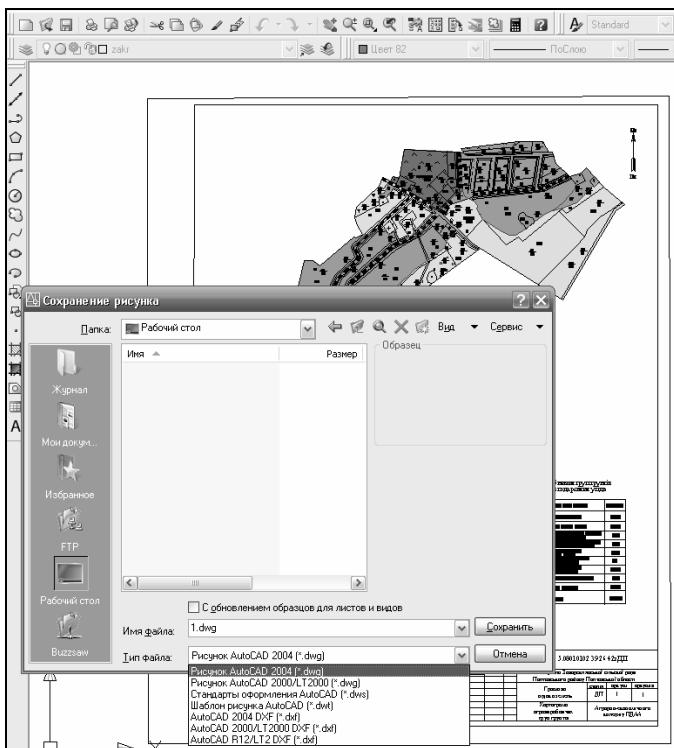 Standard
zakr
Цвет 82
ПоСлою
Сохранение рисунка
Папка:
Рабочий стол
Вид
Сервис
Имя
Размер
Образец
Журнал
Мои докум...
Избранное
FTP
Рабочий стол
Buzzsaw
С обновлением образцов для листов и видов
Имя файла:
1.dwg
Сохранить
Тип файла:
Рисунок AutoCAD 2004 (*.dwg)
Отмена
Рисунок AutoCAD 2004 (*.dwg)
Рисунок AutoCAD 2000/LT2000 (*.dwg)
Стандарты оформления AutoCAD (*.dws)
Шаблон рисунка AutoCAD (*.dwt)
AutoCAD 2004 DXF (*.dxf)
AutoCAD 2000/LT2000 DXF (*.dxf)
AutoCAD R12/LT2 DXF (*.dxf)